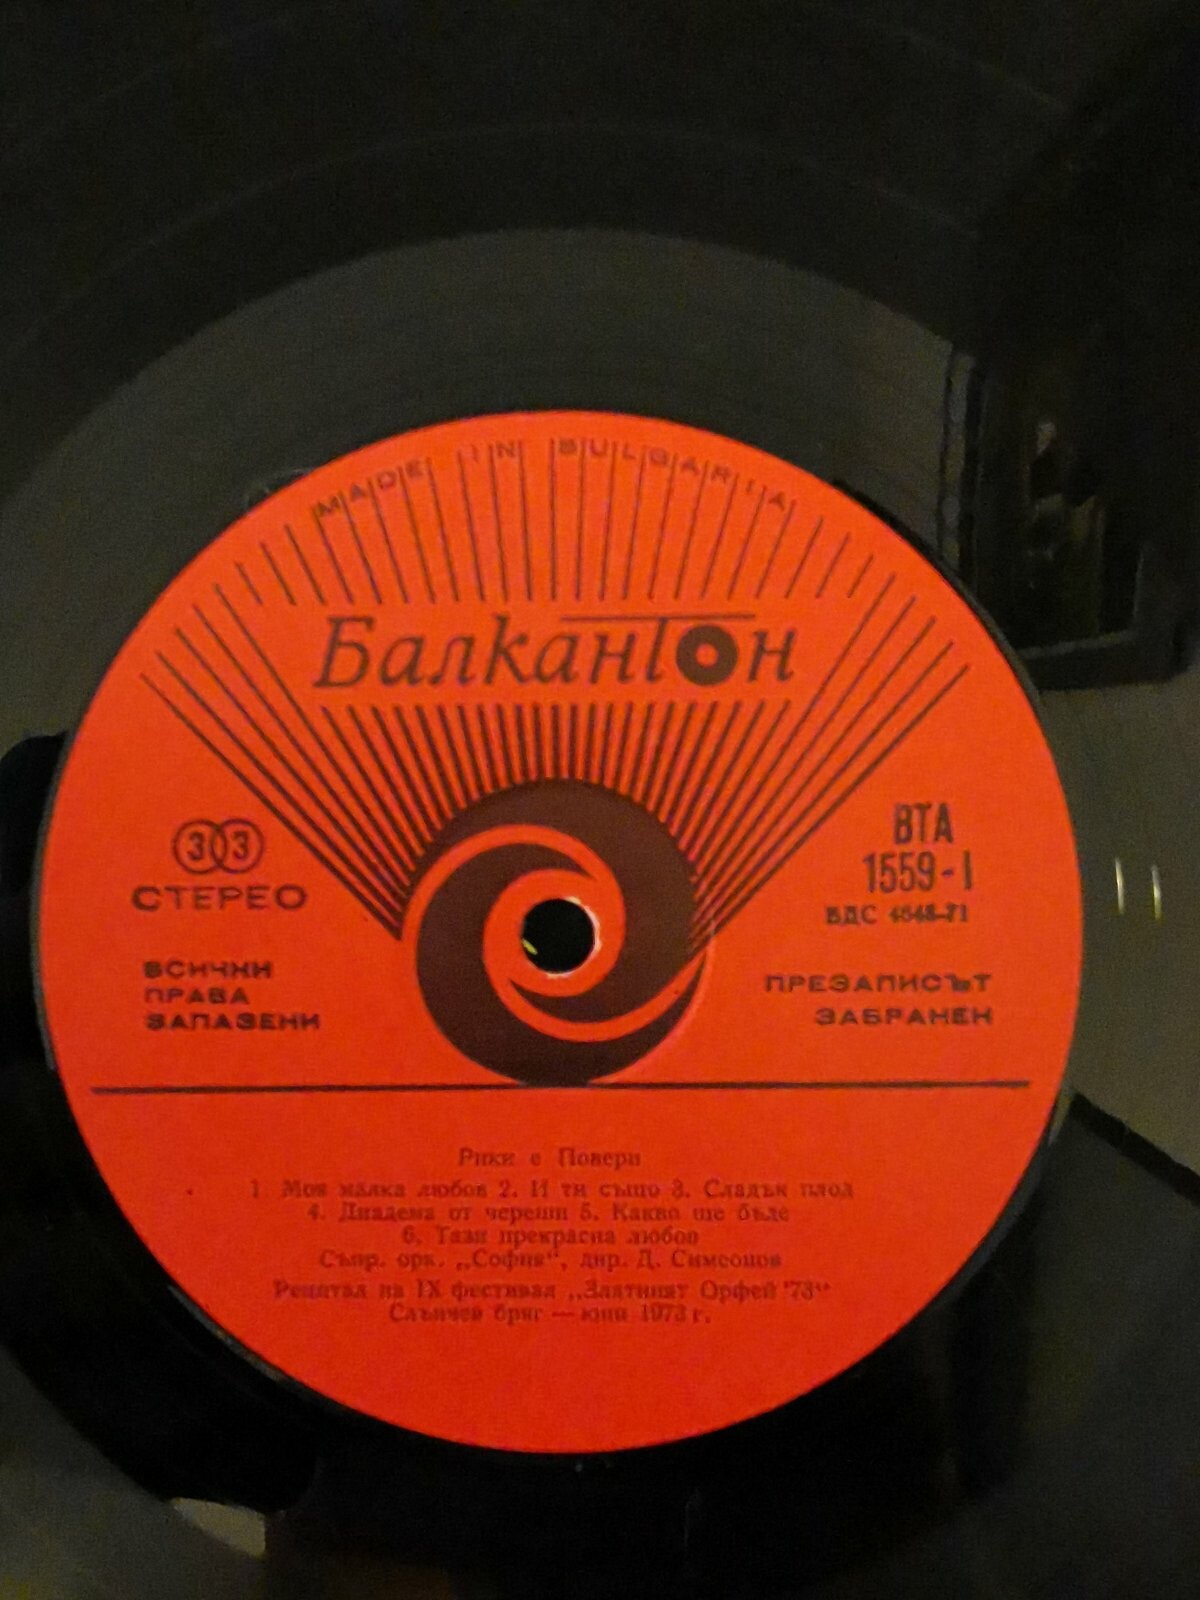 MADE IN BULGARIA
Балкантон
33
СТЕРЕО
ВСИЧКИ
ПРАВА
ЗАПАЗЕНИ
ВТА
1559-I
БДС 4648-71
ПРЕЗАПИСЪТ
ЗАБРАНЕН
Рики е Повери
1 Моя малка любов 2. И ти също 3. Сладък плод
4. Диадема от череши 5. Какво ще бъде
6. Тази прекрасна любов
Съпр. орк. „София“, дир. Д. Симеонов
Рецитал на IX фестивал „Златният Орфей '73“
Слънчев бряг — юни 1973 г.